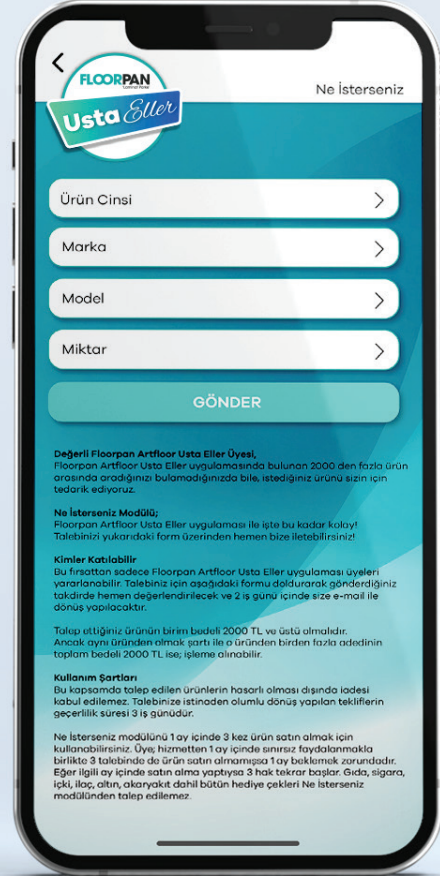 FLOORPAN
Laminat Parke
Usta Eller
Ne İsterseniz
Ürün Cinsi
Marka
Model
Miktar
GÖNDER
Değerli Floorpan Artfloor Usta Eller Üyesi,
Floorpan Artfloor Usta Eller uygulamasında bulunan 2000 den fazla ürün
arasında aradığınızı bulamadığınızda bile, istediğiniz ürünü sizin için
tedarik ediyoruz.
Ne İsterseniz Modülü;
Floorpan Artfloor Usta Eller uygulaması ile işte bu kadar kolay!
Talebinizi yukarıdaki form üzerinden hemen bize iletebilirsiniz!
Kimler Katılabilir
Bu fırsattan sadece Floorpan Artfloor Usta Eller uygulaması üyeleri
yararlanabilir. Talebiniz için aşağıdaki formu doldurarak gönderdiğiniz
takdirde hemen değerlendirilecek ve 2 iş günü içinde size e-mail ile
dönüş yapılacaktır.
Talep ettiğiniz ürünün birim bedeli 2000 TL ve üstü olmalıdır.
Ancak aynı üründen olmak şartı ile o üründen birden fazla adedinin
toplam bedeli 2000 TL ise; işleme alınabilir.
Kullanım Şartları
Bu kapsamda talep edilen ürünlerin hasarlı olması dışında iadesi
kabul edilemez. Talebinize istinaden olumlu dönüş yapılan tekliflerin
geçerlilik süresi 3 iş günüdür.
Ne İsterseniz modülünü 1 ay içinde 3 kez ürün satın almak için
kullanabilirsiniz. Üye; hizmetten 1 ay içinde sınırsız faydalanmakla
birlikte 3 talebinde de ürün satın almamışsa 1 ay beklemek zorundadır.
Eğer ilgili ay içinde satın alma yaptıysa 3 hak tekrar başlar. Gıda, sigara,
içki, ilaç, altın, akaryakıt dahil bütün hediye çekleri Ne İsterseniz
modülünden talep edilemez.